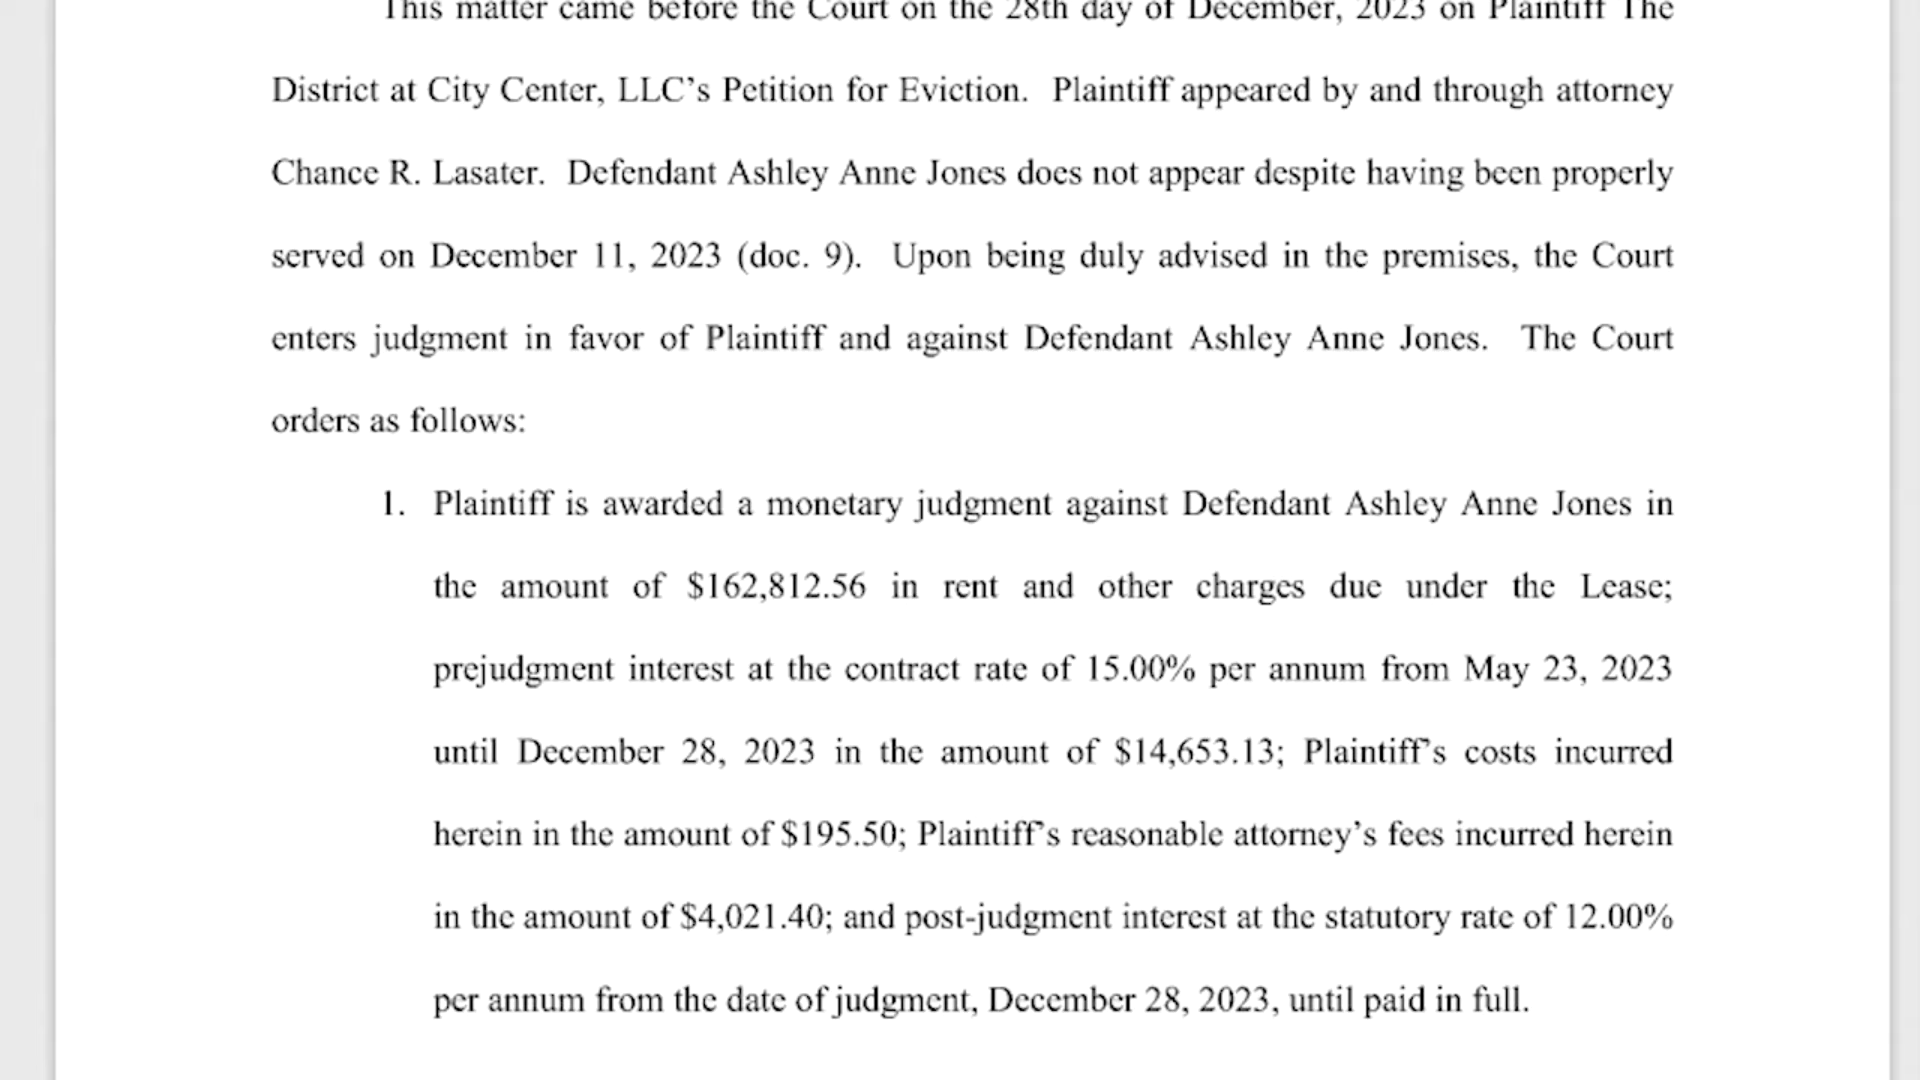 This matter came before the Court on the 28th day of December, 2023 on Plaintiff The
District at City Center, LLC’s Petition for Eviction.  Plaintiff appeared by and through attorney
Chance R. Lasater.  Defendant Ashley Anne Jones does not appear despite having been properly
served on December 11, 2023 (doc. 9).  Upon being duly advised in the premises, the Court
enters judgment in favor of Plaintiff and against Defendant Ashley Anne Jones.  The Court
orders as follows:
1. Plaintiff is awarded a monetary judgment against Defendant Ashley Anne Jones in
the amount of $162,812.56 in rent and other charges due under the Lease;
prejudgment interest at the contract rate of 15.00% per annum from May 23, 2023
until December 28, 2023 in the amount of $14,653.13; Plaintiff’s costs incurred
herein in the amount of $195.50; Plaintiff’s reasonable attorney’s fees incurred herein
in the amount of $4,021.40; and post-judgment interest at the statutory rate of 12.00%
per annum from the date of judgment, December 28, 2023, until paid in full.